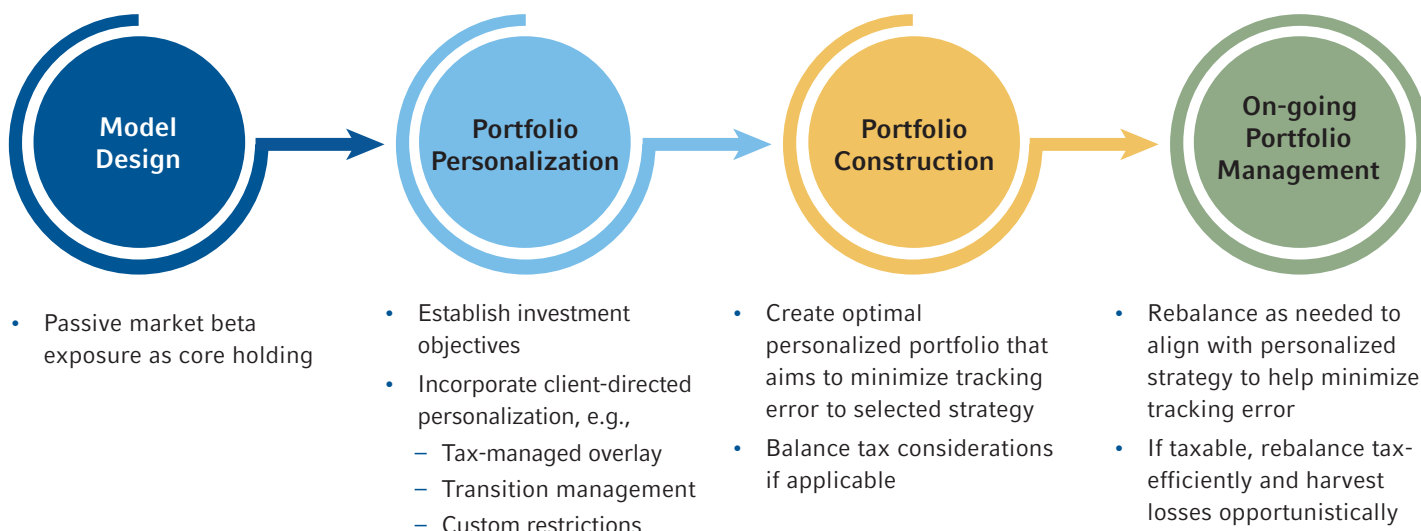 Model
Design
Portfolio
Personalization
Portfolio
Construction
On-going
Portfolio
Management
• Passive market beta
exposure as core holding
• Establish investment
objectives
• Incorporate client-directed
personalization, e.g.,
– Tax-managed overlay
– Transition management
– Custom restrictions
• Create optimal
personalized portfolio that
aims to minimize tracking
error to selected strategy
• Balance tax considerations
if applicable
• Rebalance as needed to
align with personalized
strategy to help minimize
tracking error
• If taxable, rebalance tax-
efficiently and harvest
losses opportunistically